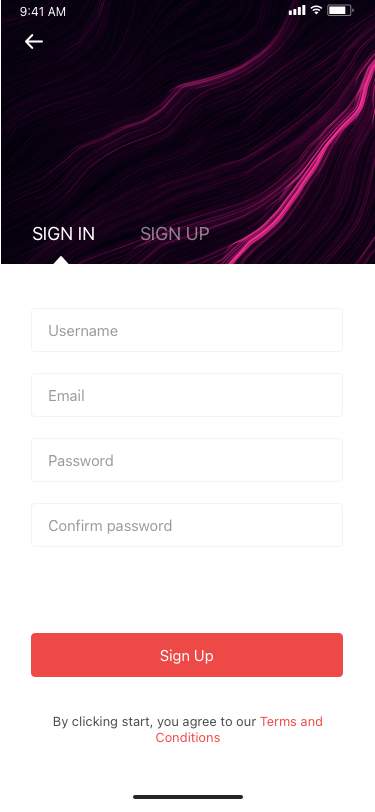 9:41 AM
SIGN IN SIGN UP
Username
Email
Password
Confirm password
Sign Up
By clicking start, you agree to our Terms and
Conditions